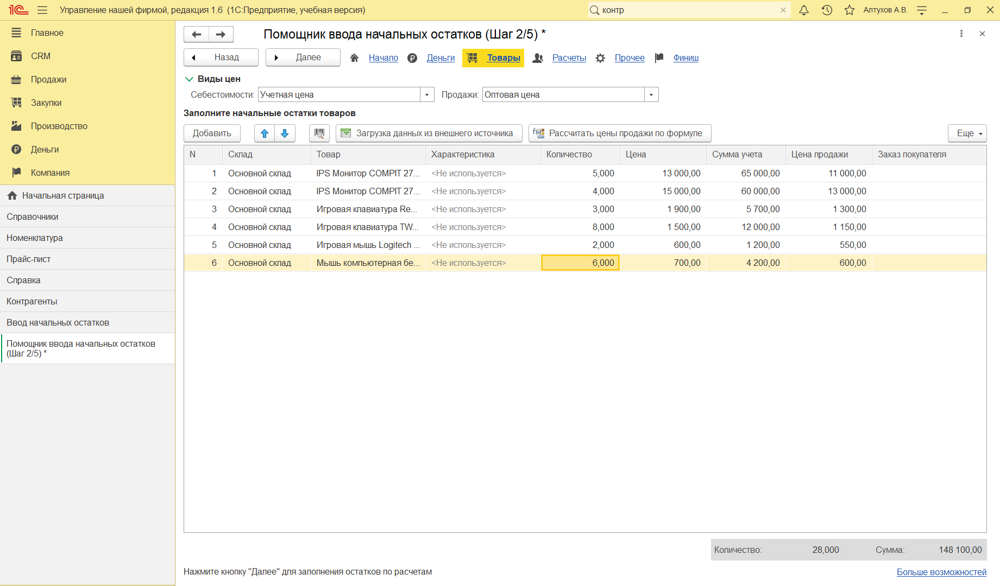 1С Управление нашей фирмой, редакция 1.6 (1С:Предприятие, учебная версия) контр Алтухов А.В.
Главное
CRM
Продажи
Закупки
Производство
Деньги
Компания
Начальная страница
Справочники
Номенклатура
Прайс-лист
Справка
Контрагенты
Ввод начальных остатков
Помощник ввода начальных остатков
(Шаг 2/5) *
Помощник ввода начальных остатков (Шаг 2/5) *
Назад Далее Начало Деньги Товары Расчеты Прочее Финиш
Виды цен
Себестоимости: Учетная цена Продажи: Оптовая цена
Заполните начальные остатки товаров
Добавить Загрузка данных из внешнего источника Рассчитать цены продажи по формуле Еще
N Склад Товар Характеристика Количество Цена Сумма учета Цена продажи Заказ покупателя
1 Основной склад IPS Монитор COMPIT 27... <Не используется> 5,000 13 000,00 65 000,00 11 000,00
2 Основной склад IPS Монитор COMPIT 27... <Не используется> 4,000 15 000,00 60 000,00 13 000,00
3 Основной склад Игровая клавиатура Re... <Не используется> 3,000 1 900,00 5 700,00 1 300,00
4 Основной склад Игровая клавиатура TW... <Не используется> 8,000 1 500,00 12 000,00 1 150,00
5 Основной склад Игровая мышь Logitech ... <Не используется> 2,000 600,00 1 200,00 550,00
6 Основной склад Мышь компьютерная бе... <Не используется> 6,000 700,00 4 200,00 600,00
Количество: 28,000 Сумма: 148 100,00
Нажмите кнопку "Далее" для заполнения остатков по расчетам
Больше возможностей